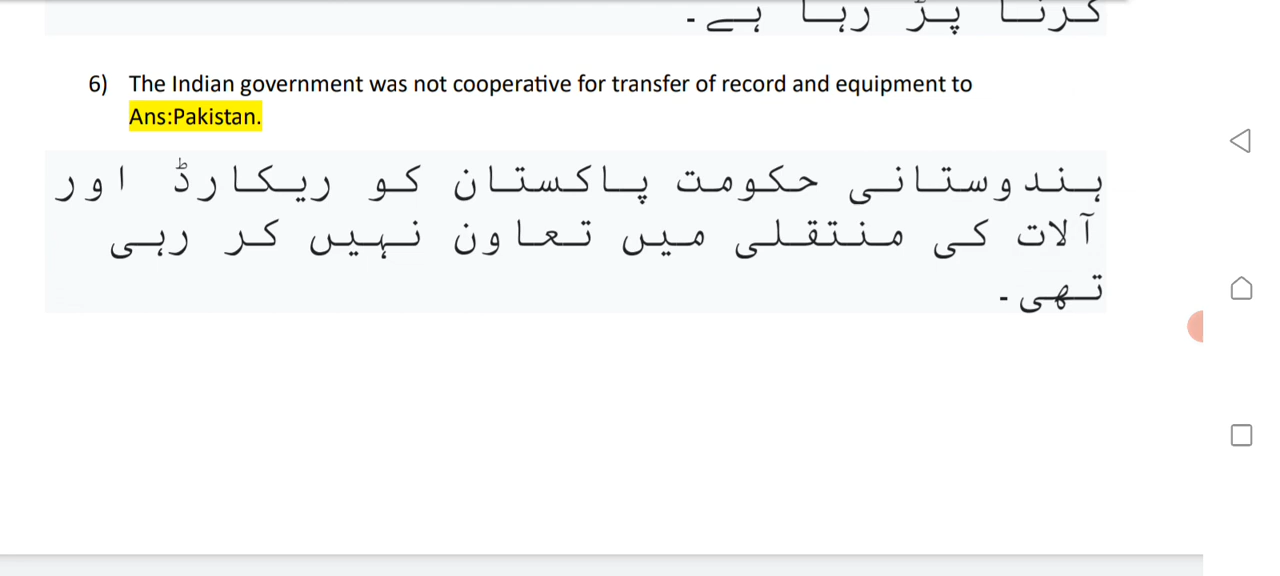 کرنا پڑ رہا ہے۔
6) The Indian government was not cooperative for transfer of record and equipment to
Ans:Pakistan.
ہندوستانی حکومت پاکستان کو ریکارڈ اور
آلات کی منتقلی میں تعاون نہیں کر رہی
تھی۔